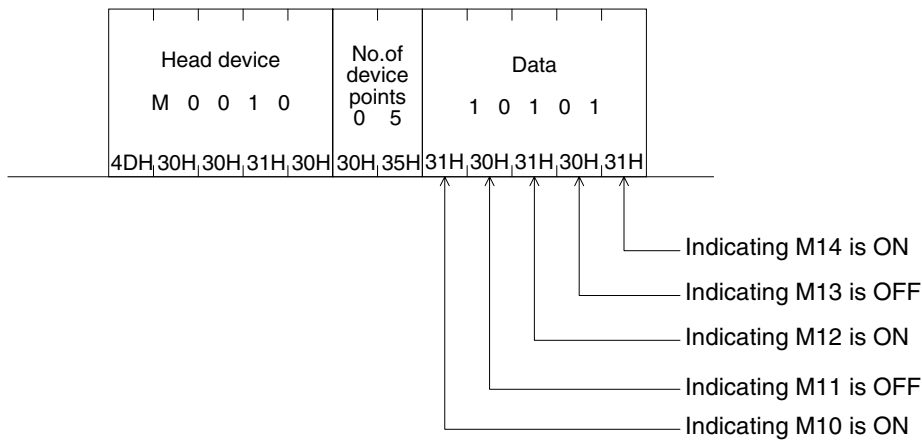 Head device
M 0 0 1 0
No.of
device
points
0 5
Data
1 0 1 0 1
4DH 30H 30H 31H 30H 30H 35H 31H 30H 31H 30H 31H
Indicating M14 is ON
Indicating M13 is OFF
Indicating M12 is ON
Indicating M11 is OFF
Indicating M10 is ON